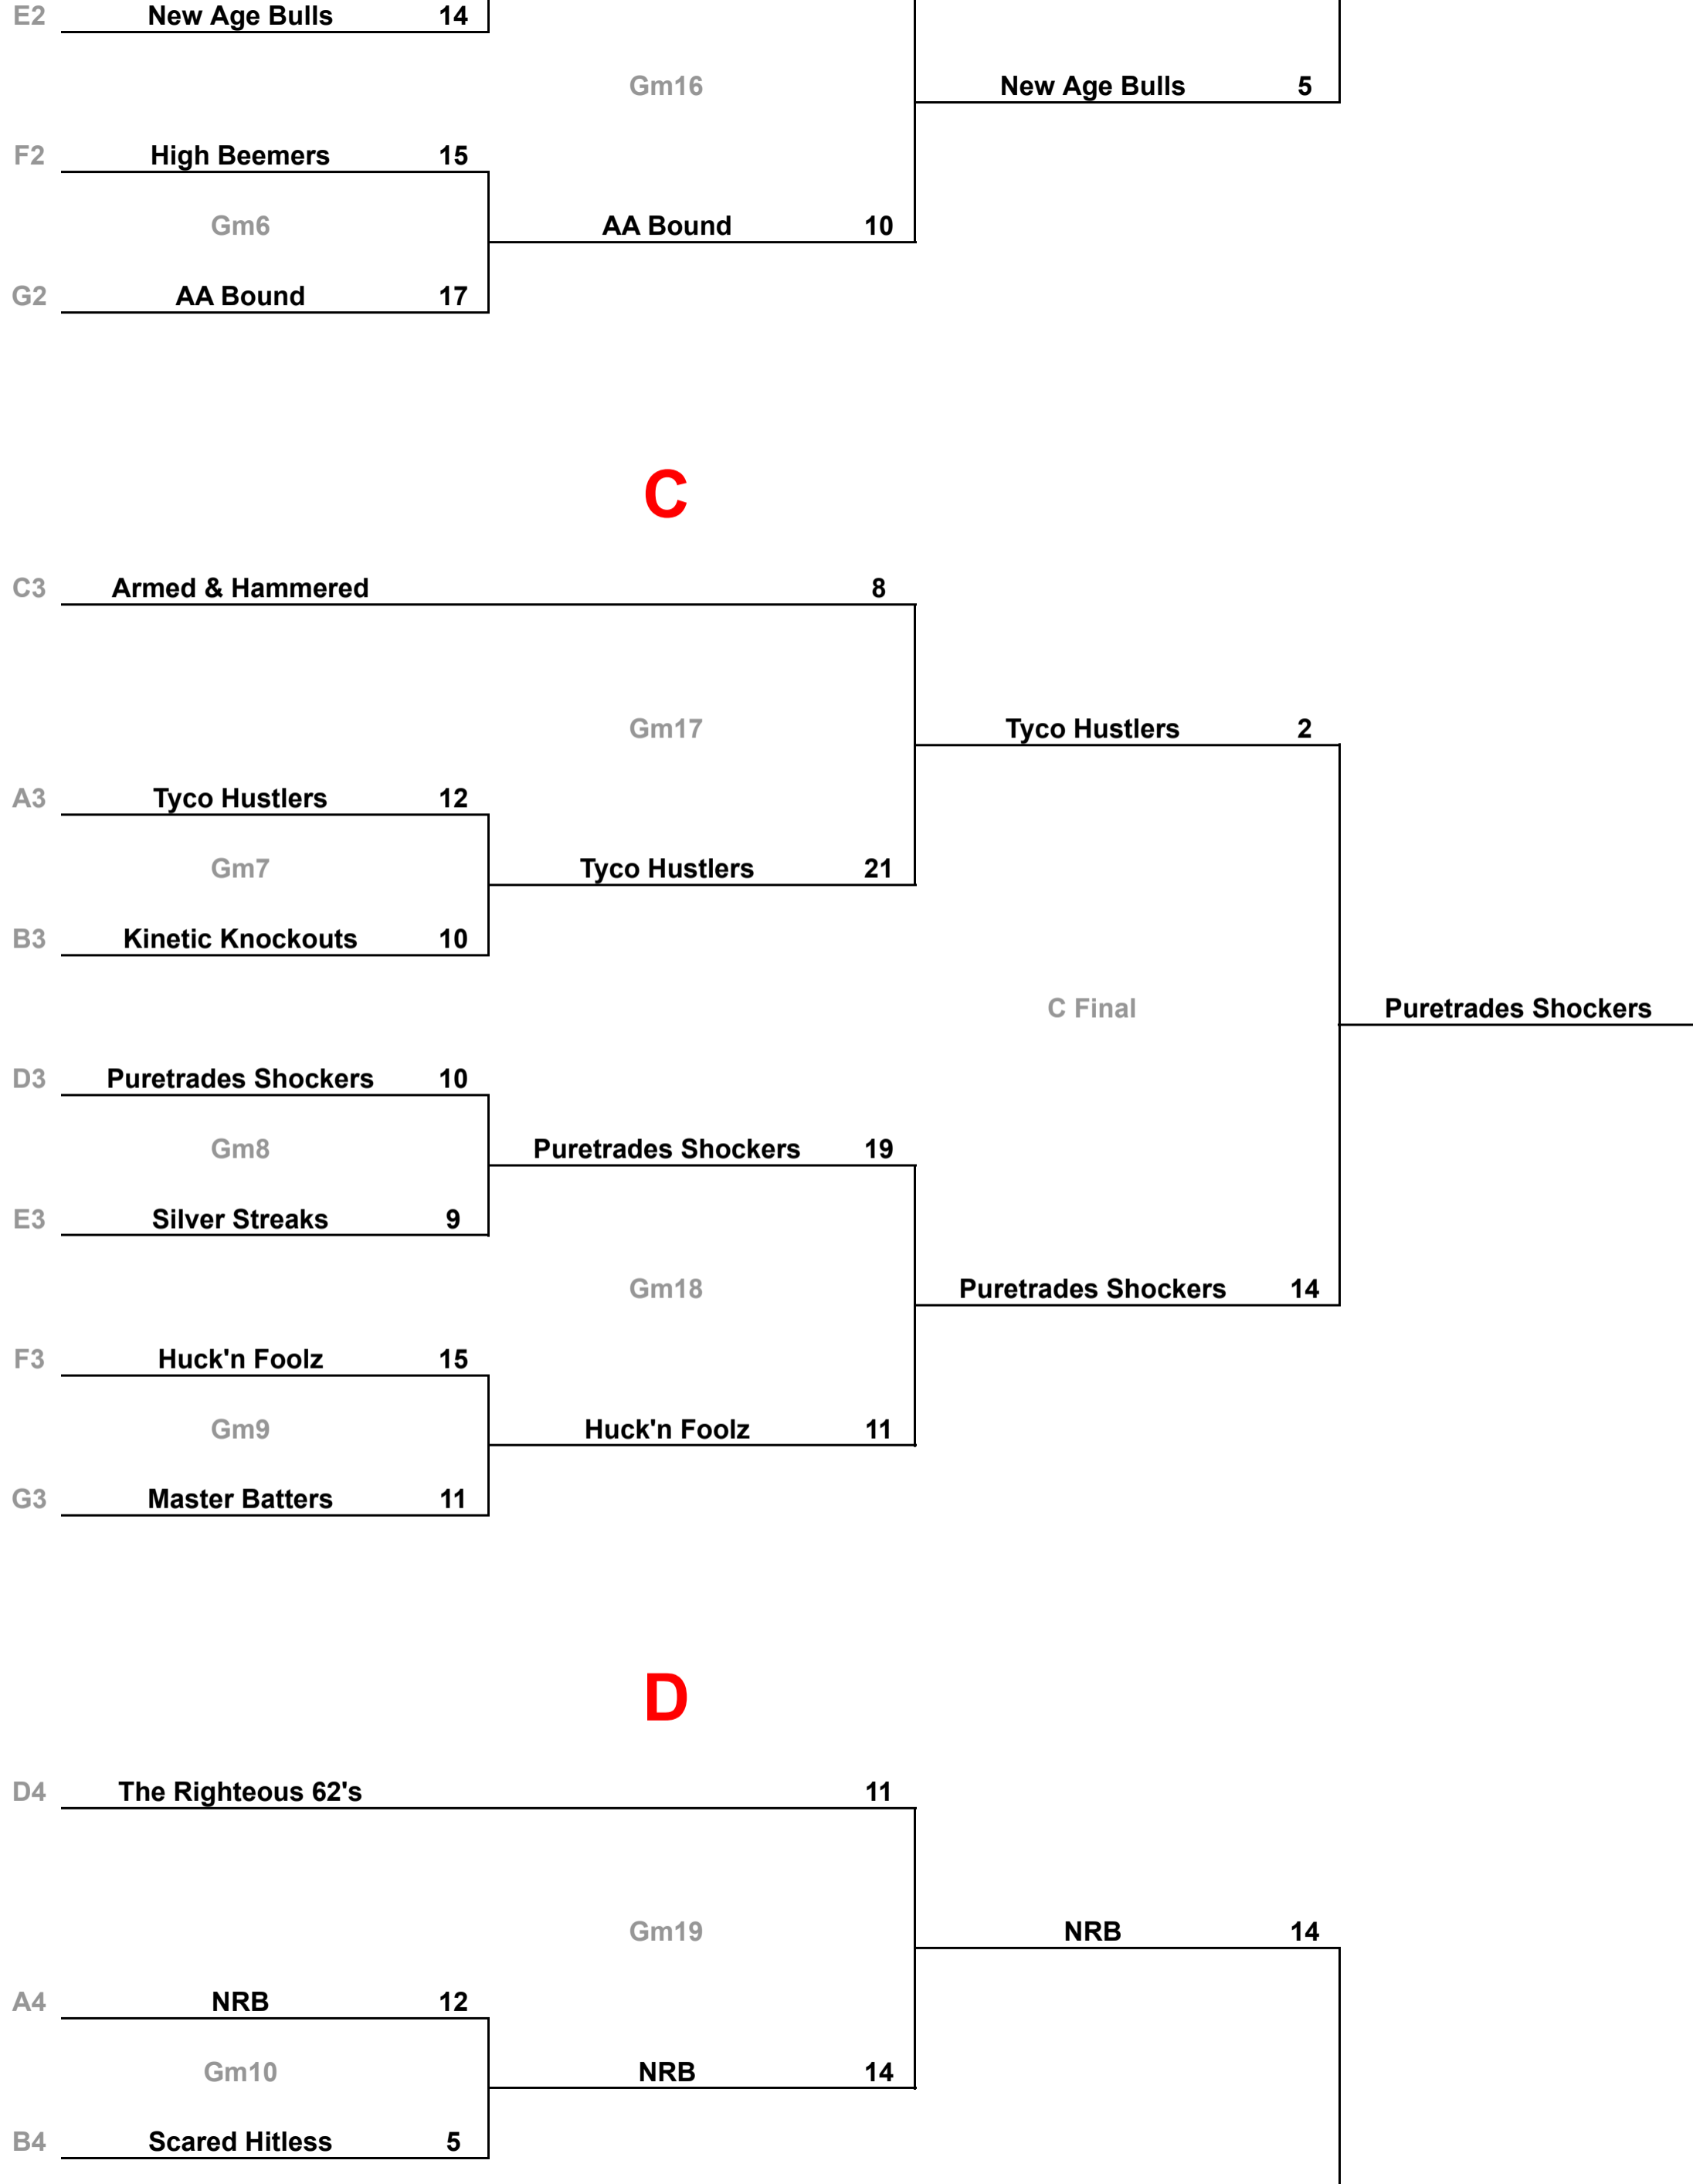 E2 New Age Bulls 14
Gm16 New Age Bulls 5
F2 High Beemers 15
Gm6 AA Bound 10
G2 AA Bound 17
C
C3 Armed & Hammered 8
Gm17 Tyco Hustlers 2
A3 Tyco Hustlers 12
Gm7 Tyco Hustlers 21
B3 Kinetic Knockouts 10
C Final Puretrades Shockers
D3 Puretrades Shockers 10
Gm8 Puretrades Shockers 19
E3 Silver Streaks 9
Gm18 Puretrades Shockers 14
F3 Huck'n Foolz 15
Gm9 Huck'n Foolz 11
G3 Master Batters 11
D
D4 The Righteous 62's 11
Gm19 NRB 14
A4 NRB 12
Gm10 NRB 14
B4 Scared Hitless 5